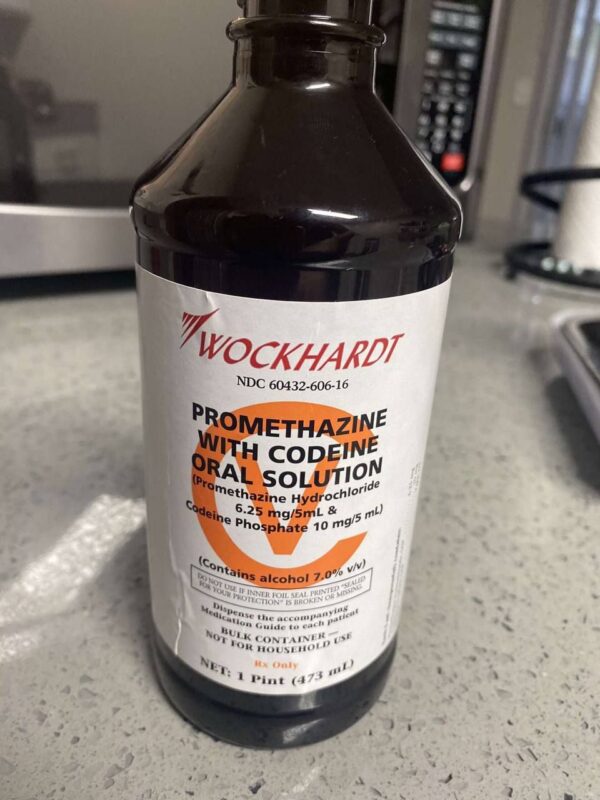 WOCKHARDT
NDC 60432-606-16
PROMETHAZINE
WITH CODEINE
ORAL SOLUTION
(Promethazine Hydrochloride
6.25 mg/5mL &
Codeine Phosphate 10 mg/5 mL)
CV
(Contains alcohol 7.0% v/v)
DO NOT USE IF INNER FOIL SEAL PRINTED "SEALED
FOR YOUR PROTECTION" IS BROKEN OR MISSING.
Dispense the accompanying
Medication Guide to each patient
BULK CONTAINER —
NOT FOR HOUSEHOLD USE
Rx Only
NET: 1 Pint (473 mL)